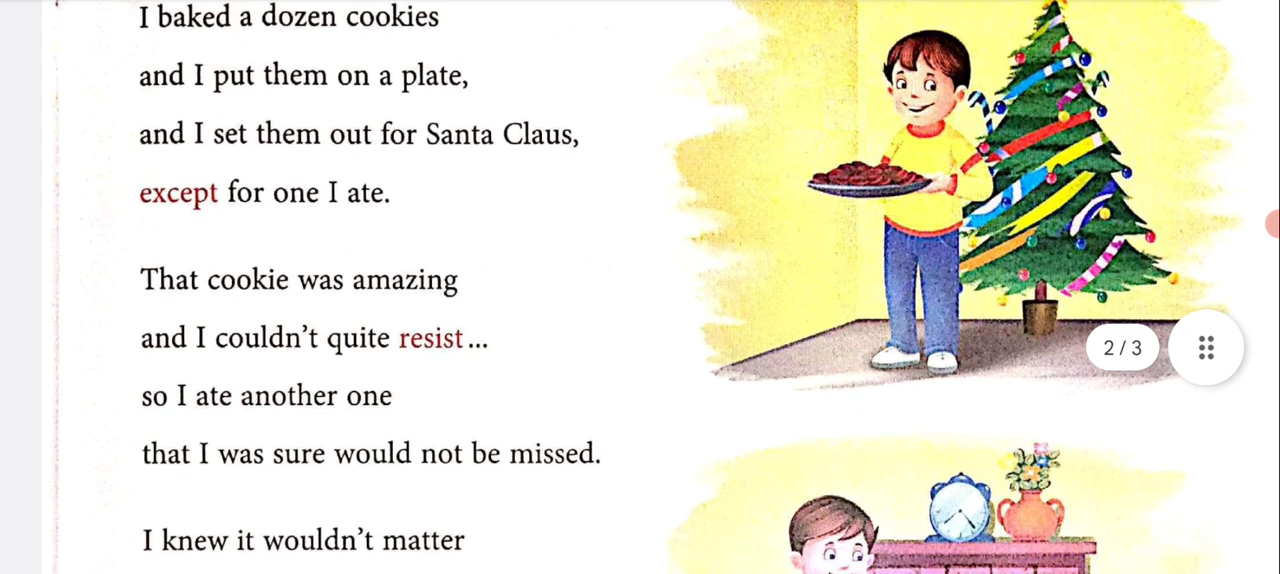 I baked a dozen cookies
and I put them on a plate,
and I set them out for Santa Claus,
except for one I ate.
That cookie was amazing
and I couldn't quite resist...
so I ate another one
that I was sure would not be missed.
I knew it wouldn't matter
2 / 3